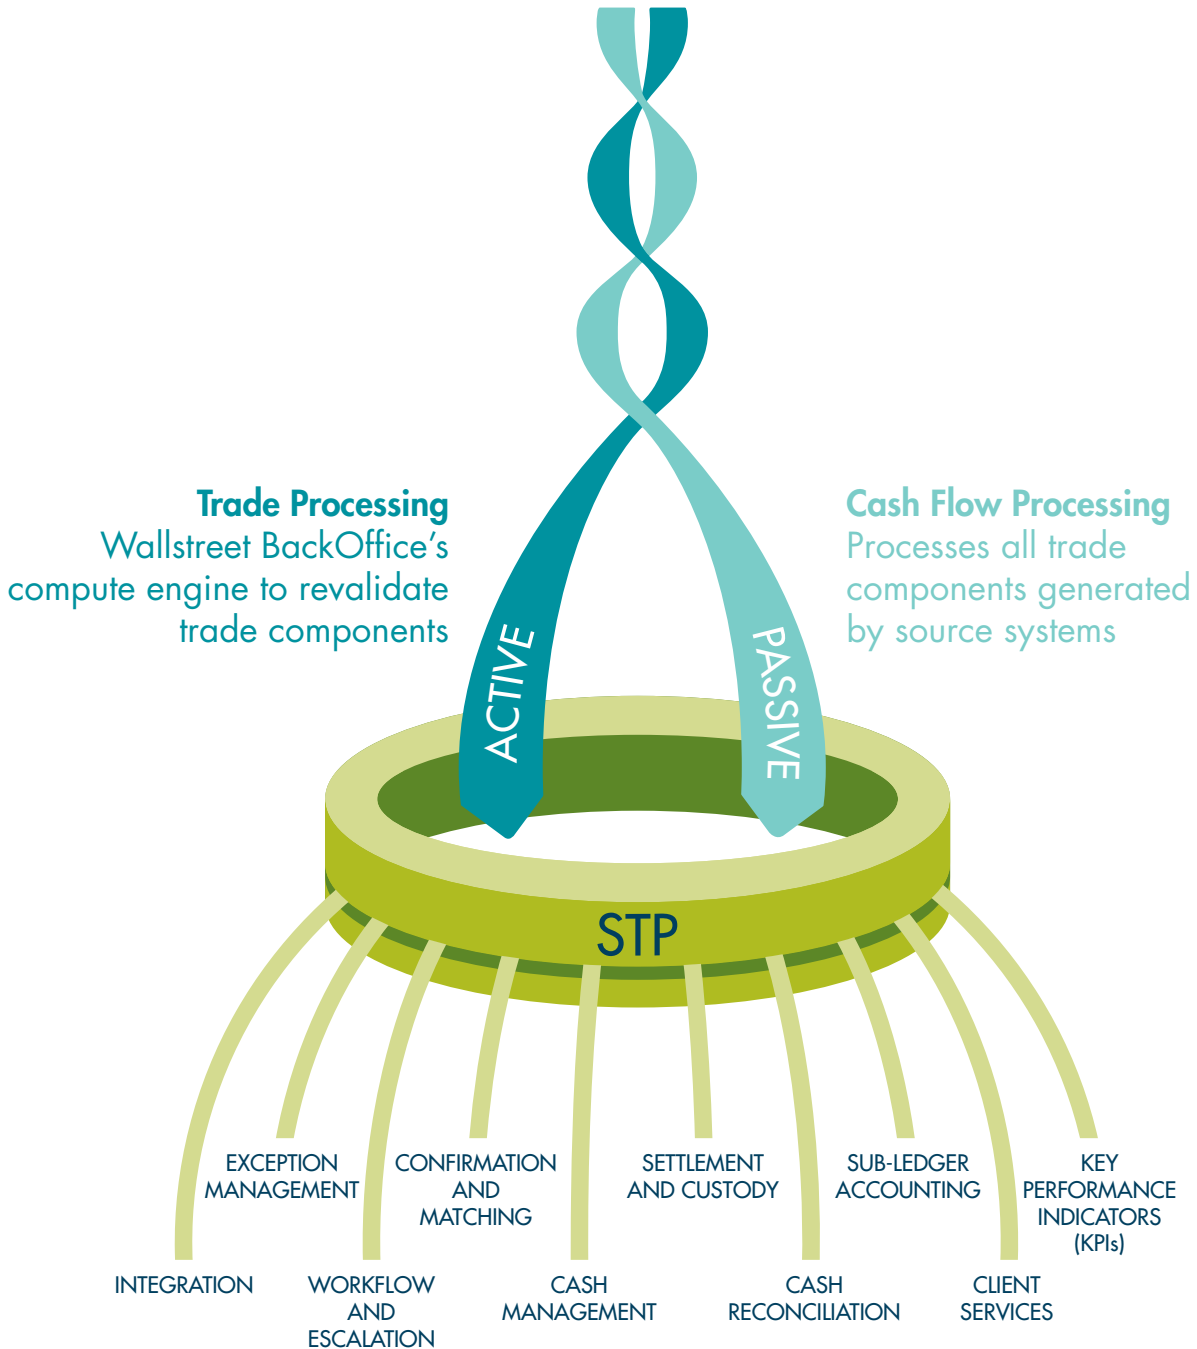 Trade Processing
Wallstreet BackOffice’s
compute engine to revalidate
trade components
Cash Flow Processing
Processes all trade
components generated
by source systems
ACTIVE
PASSIVE
STP
EXCEPTION
MANAGEMENT
CONFIRMATION
AND
MATCHING
SETTLEMENT
AND CUSTODY
SUB-LEDGER
ACCOUNTING
KEY
PERFORMANCE
INDICATORS
(KPIs)
INTEGRATION
WORKFLOW
AND
ESCALATION
CASH
MANAGEMENT
CASH
RECONCILIATION
CLIENT
SERVICES